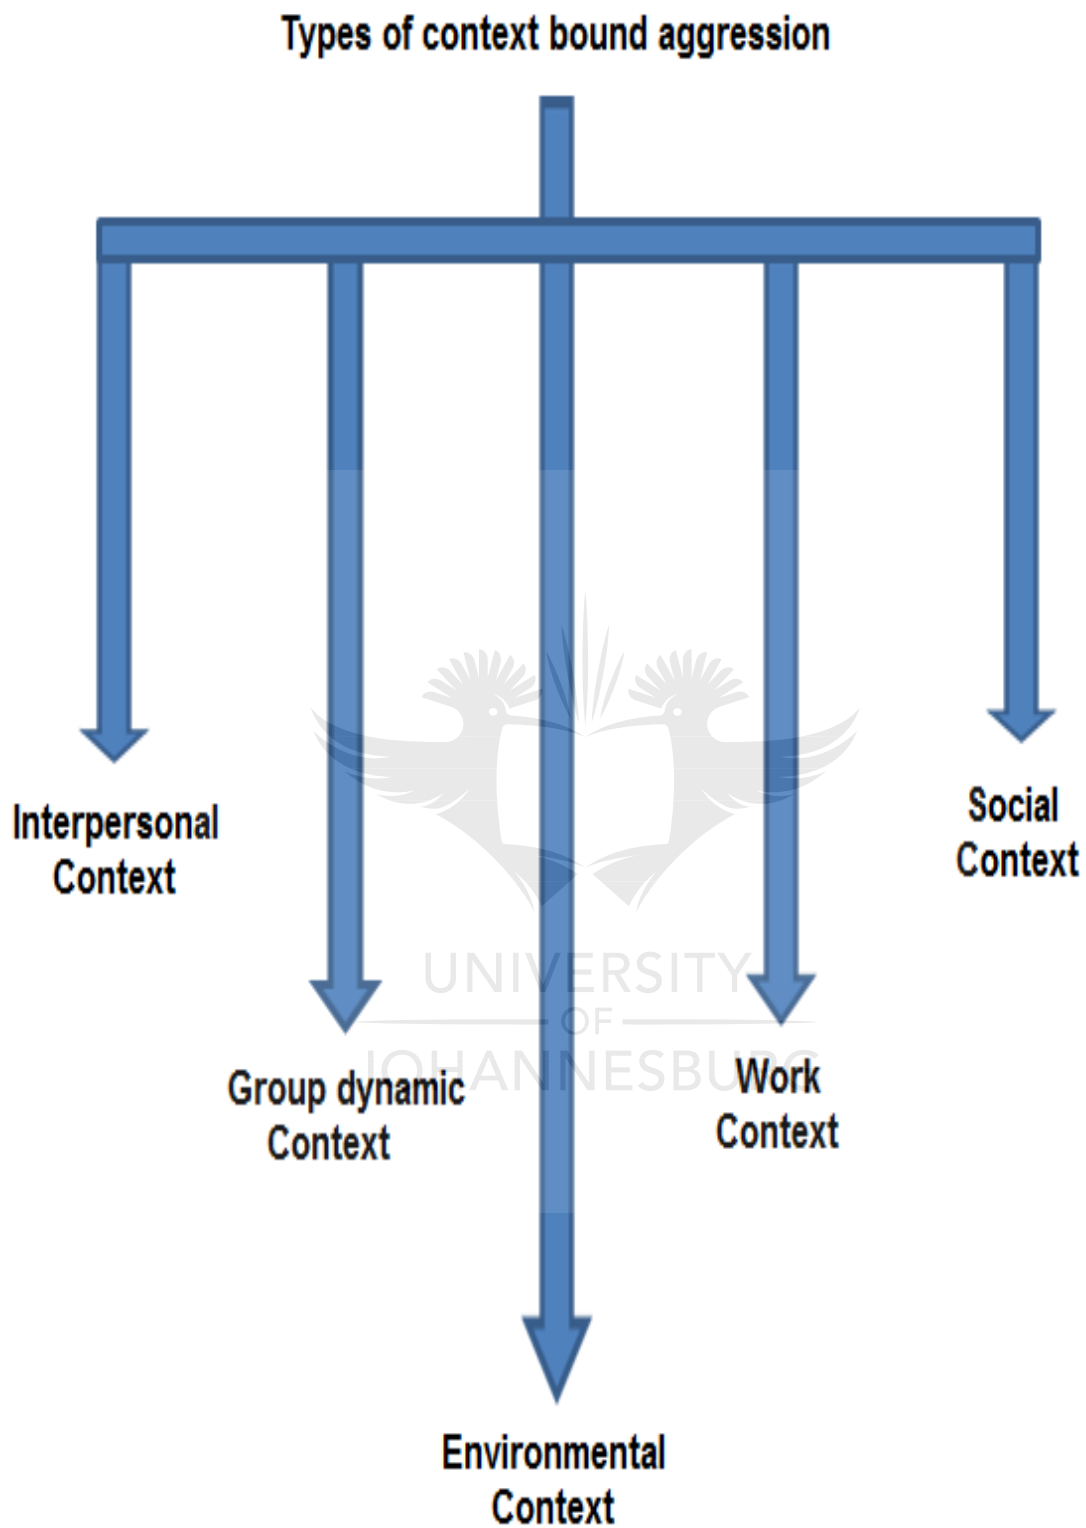 Types of context bound aggression
Interpersonal
Context
Social
Context
UNIVERSITY
OF
JOHANNESBURG
Group dynamic
Context
Work
Context
Environmental
Context